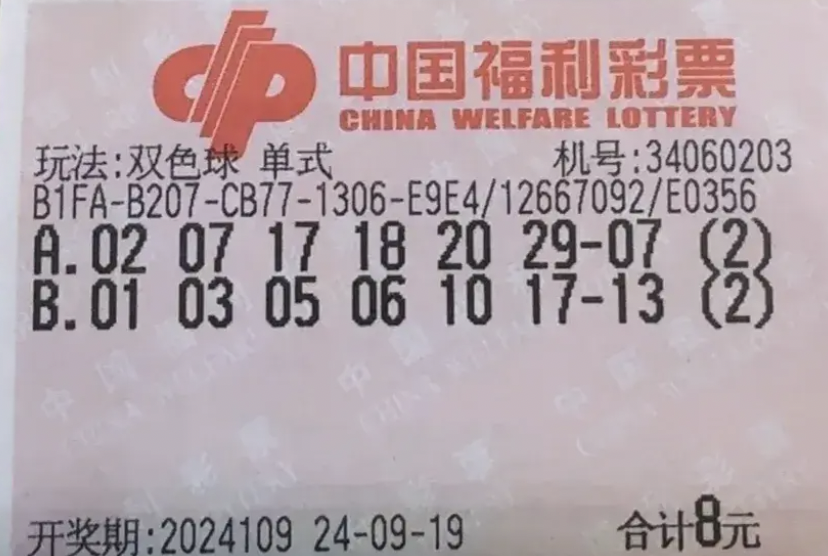 中国福利彩票
CHINA WELFARE LOTTERY
玩法:双色球 单式 机号:34060203
B1FA-B207-CB77-1306-E9E4/12667092/E0356
A.02 07 17 18 20 29-07 (2)
B.01 03 05 06 10 17-13 (2)
开奖期:2024109 24-09-19 合计8元